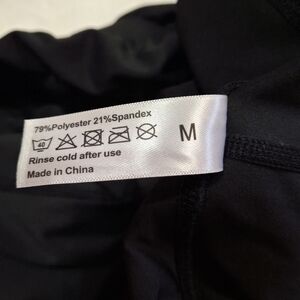 79%Polyester 21%Spandex
40 M
Rinse cold after use
Made in China